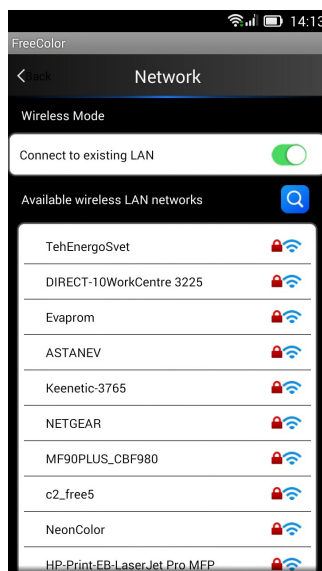 14:13
FreeColor
Back Network
Wireless Mode
Connect to existing LAN
Available wireless LAN networks
TehEnergoSvet
DIRECT-10WorkCentre 3225
Evaprom
ASTANEV
Keenetic-3765
NETGEAR
MF90PLUS_CBF980
c2_free5
NeonColor
HP-Print-EB-LaserJet Pro MFP